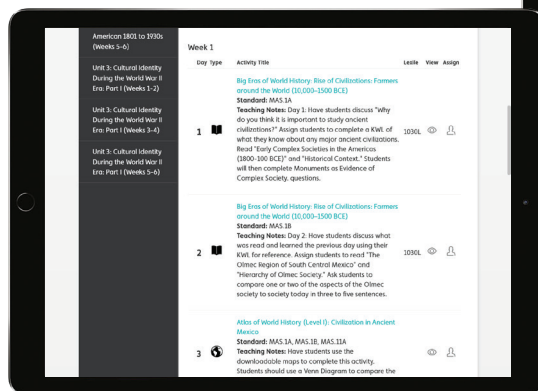 American 1801 to 1930s
(Weeks 5-6)
Unit 3: Cultural Identity
During the World War II
Era: Part I (Weeks 1-2)
Unit 3: Cultural Identity
During the World War II
Era: Part I (Weeks 3-4)
Unit 3: Cultural Identity
During the World War II
Era: Part I (Weeks 5-6)
Week 1
Day Type Activity Title Lexile View Assign
Big Eras of World History: Rise of Civilizations: Farmers
around the World (10,000–1500 BCE)
Standard: MAS.1A
Teaching Notes: Day 1: Have students discuss "Why
do you think it is important to study ancient
civilizations?" Assign students to complete a KWL of
what they know about any major ancient civilizations.
1 1030L
Read "Early Complex Societies in the Americas
(1800-100 BCE)" and "Historical Context." Students
will then complete Monuments as Evidence of
Complex Society, questions.
Big Eras of World History: Rise of Civilizations: Farmers
around the World (10,000–1500 BCE)
Standard: MAS.1B
Teaching Notes: Day 2: Have students discuss what
was read and learned the previous day using their
2 KWL for reference. Assign students to read "The 1030L
Olmec Region of South Central Mexico" and
"Hierarchy of Olmec Society." Ask students to
compare one or two of the aspects of the Olmec
society to society today in three to five sentences.
Atlas of World History (Level I): Civilization in Ancient
Mexico
Standard: MAS.1A, MAS.1B, MAS.11A
3 Teaching Notes: Have students use the
downloadable maps to complete this activity.
Students should use a Venn Diagram to compare the